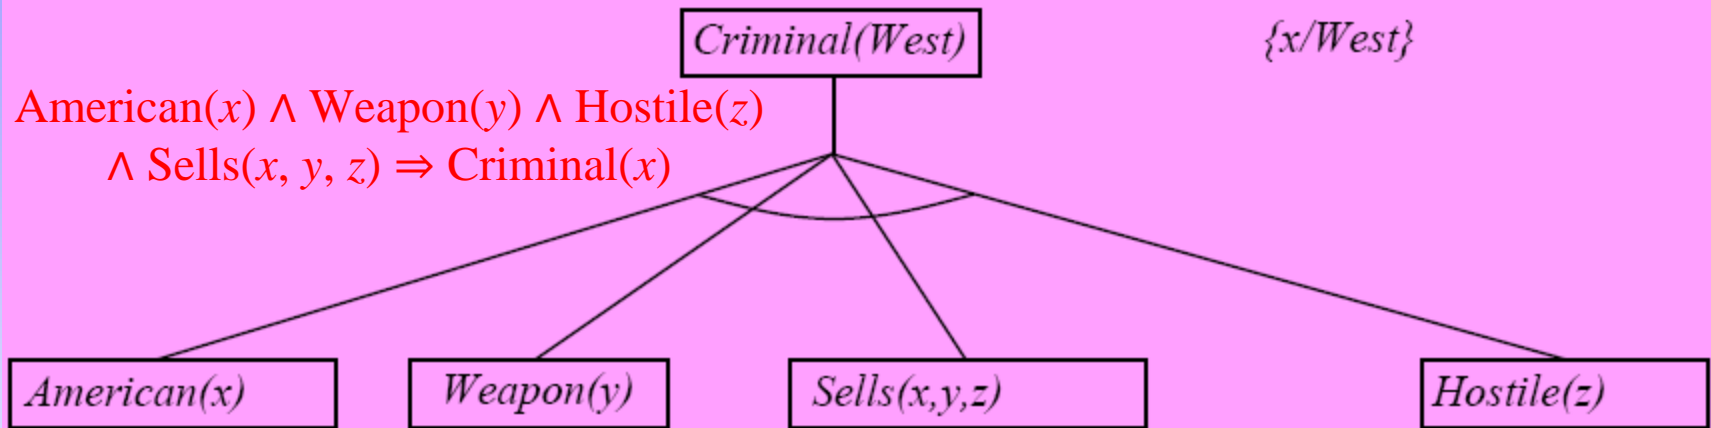 Criminal(West)
{x/West}
American(x) ∧ Weapon(y) ∧ Hostile(z)
∧ Sells(x, y, z) ⇒ Criminal(x)
American(x)
Weapon(y)
Sells(x,y,z)
Hostile(z)